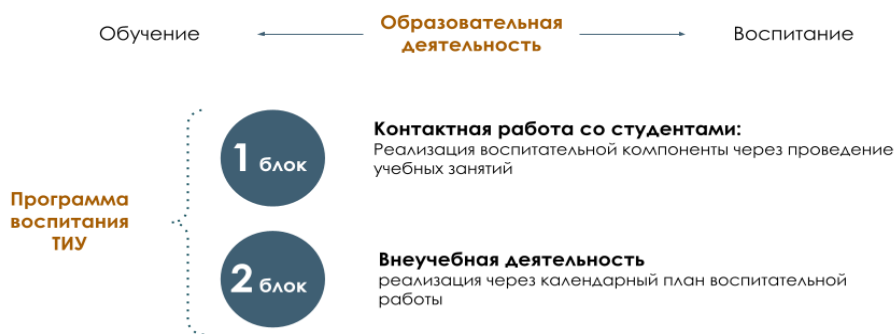 Обучение
Образовательная
деятельность
Воспитание
Программа
воспитания
ТИУ
1 блок
Контактная работа со студентами:
Реализация воспитательной компоненты через проведение
учебных занятий
2 блок
Внеучебная деятельность
реализация через календарный план воспитательной
работы